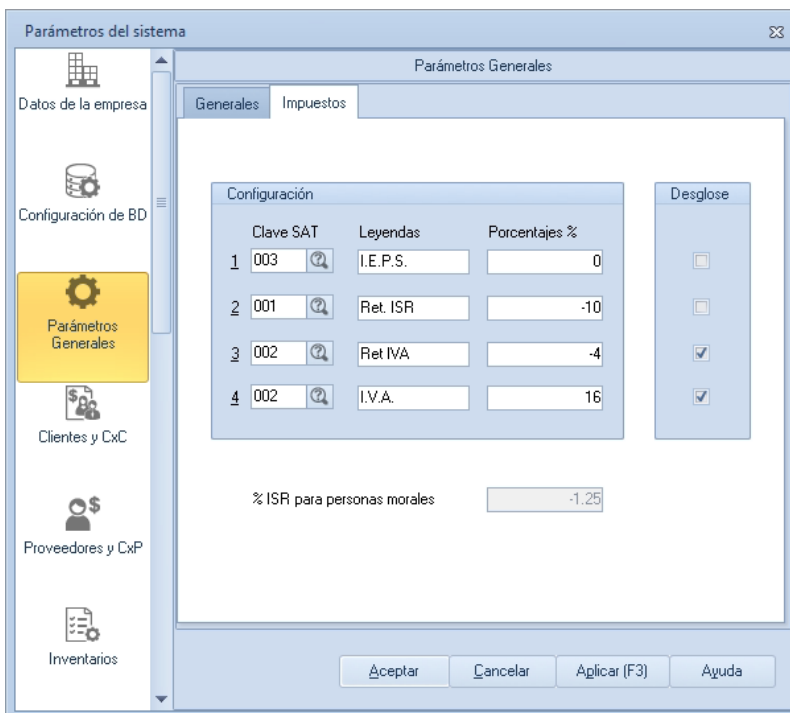 Parámetros del sistema
Datos de la empresa
Configuración de BD
Parámetros
Generales
Clientes y CxC
Proveedores y CxP
Inventarios
Parámetros Generales
Generales Impuestos
Configuración Desglose
Clave SAT Leyendas Porcentajes %
1 003 I.E.P.S. 0
2 001 Ret. ISR -10
3 002 Ret IVA -4
4 002 I.V.A. 16
% ISR para personas morales -1.25
Aceptar Cancelar Aplicar (F3) Ayuda